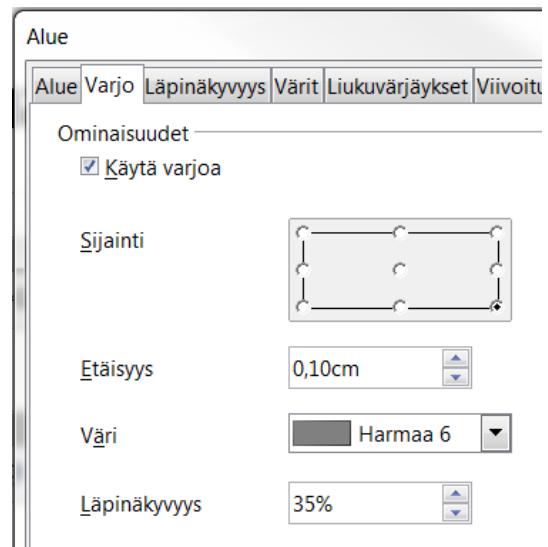 Alue
Alue Varjo Läpinäkyvyys Värit Liukuvärjäykset Viivoitu
Ominaisuudet
Käytä varjoa
Sijainti
Etäisyys 0,10cm
Väri Harmaa 6
Läpinäkyvyys 35%